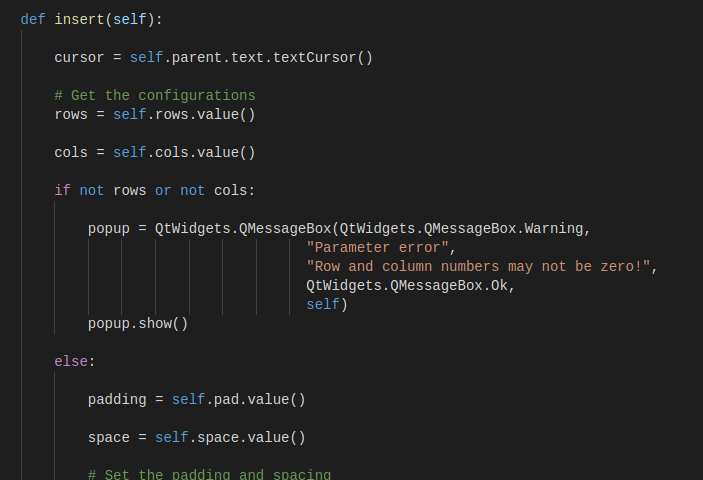 def insert(self):
cursor = self.parent.text.textCursor()
# Get the configurations
rows = self.rows.value()
cols = self.cols.value()
if not rows or not cols:
popup = QtWidgets.QMessageBox(QtWidgets.QMessageBox.Warning,
"Parameter error",
"Row and column numbers may not be zero!",
QtWidgets.QMessageBox.Ok,
self)
popup.show()
else:
padding = self.pad.value()
space = self.space.value()
# Set the padding and spacing